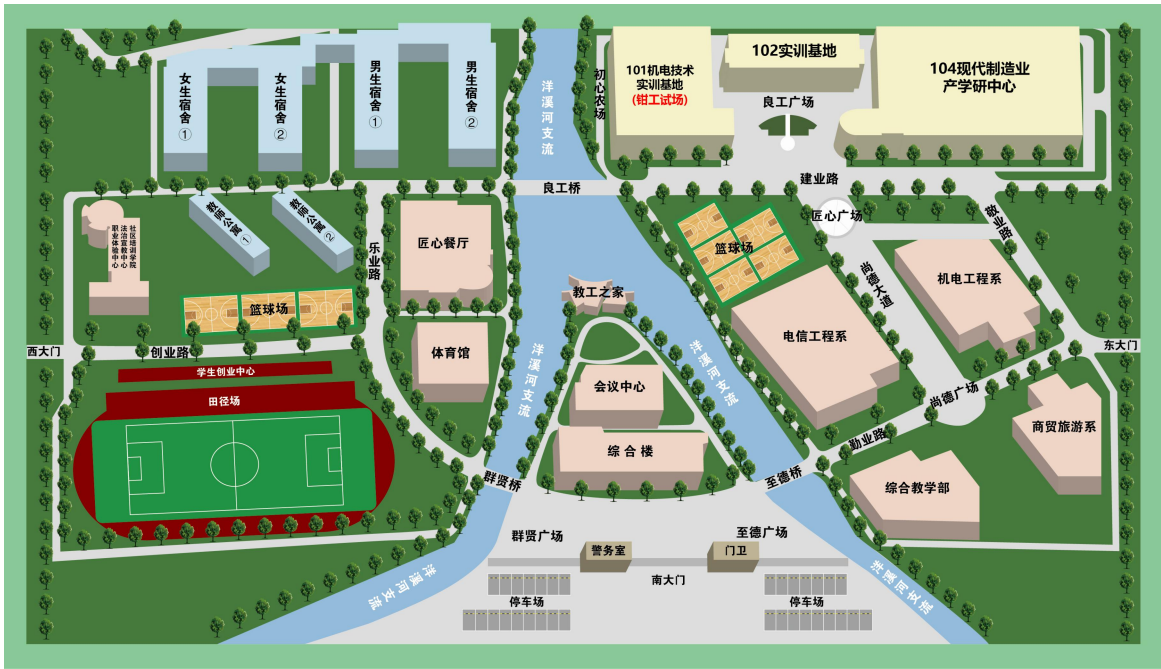 女生宿舍①
女生宿舍②
男生宿舍①
男生宿舍②
洋溪河支流
初心农场
101机电技术
实训基地
(钳工试场)
102实训基地
良工广场
104现代制造业
产学研中心
良工桥
建业路
教师公寓①
教师公寓②
社区培训学院
法治宣教中心
职业体验中心
乐业路
匠心餐厅
篮球场
匠心广场
敬业路
尚德大道
机电工程系
教工之家
篮球场
电信工程系
西大门
创业路
体育馆
洋溪河支流
洋溪河支流
东大门
学生创业中心
田径场
会议中心
尚德广场
商贸旅游系
综合楼
勤业路
群贤桥
至德桥
综合教学部
群贤广场
至德广场
警务室
门卫
南大门
洋溪河支流
洋溪河支流
停车场
停车场